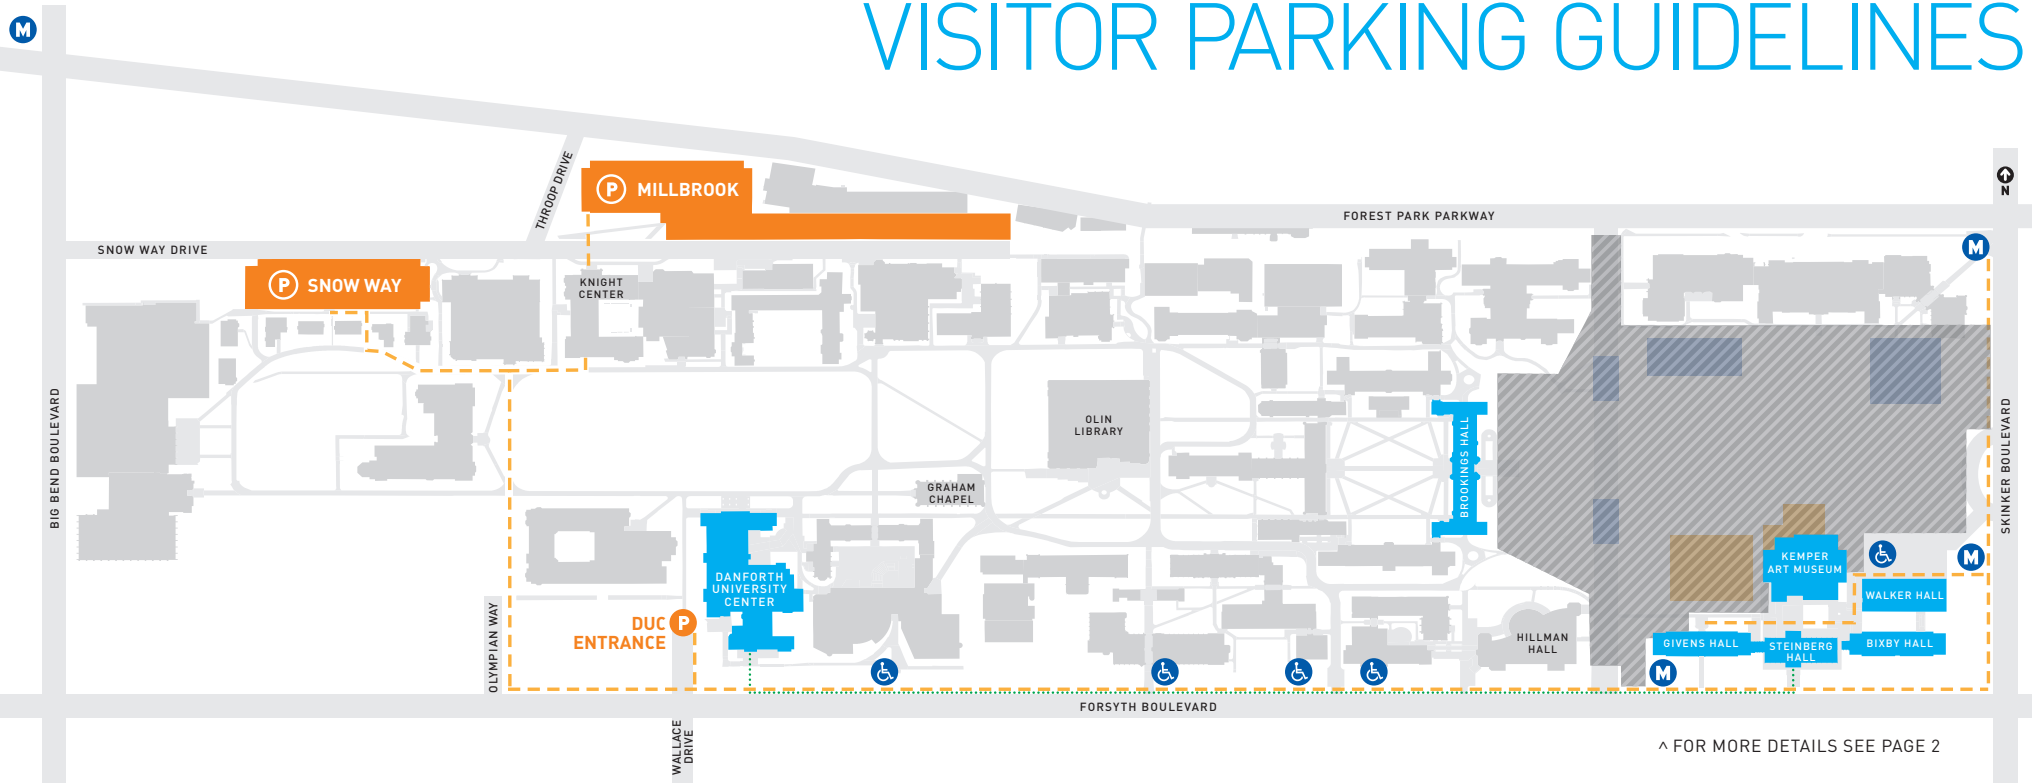 VISITOR PARKING GUIDELINES
M
THROOP DRIVE
P MILLBROOK
N
FOREST PARK PARKWAY
SNOW WAY DRIVE
M
P SNOW WAY
KNIGHT
CENTER
BIG BEND BOULEVARD
OLIN
LIBRARY
BROOKINGS HALL
SKINKER BOULEVARD
GRAHAM
CHAPEL
KEMPER
ART MUSEUM
M
DANFORTH
UNIVERSITY
CENTER
WALKER HALL
OLYMPIAN WAY
DUC
ENTRANCE
P
HILLMAN
HALL
GIVENS HALL
STEINBERG
HALL
BIXBY HALL
M
FORSYTH BOULEVARD
WALLACE
DRIVE
^ FOR MORE DETAILS SEE PAGE 2